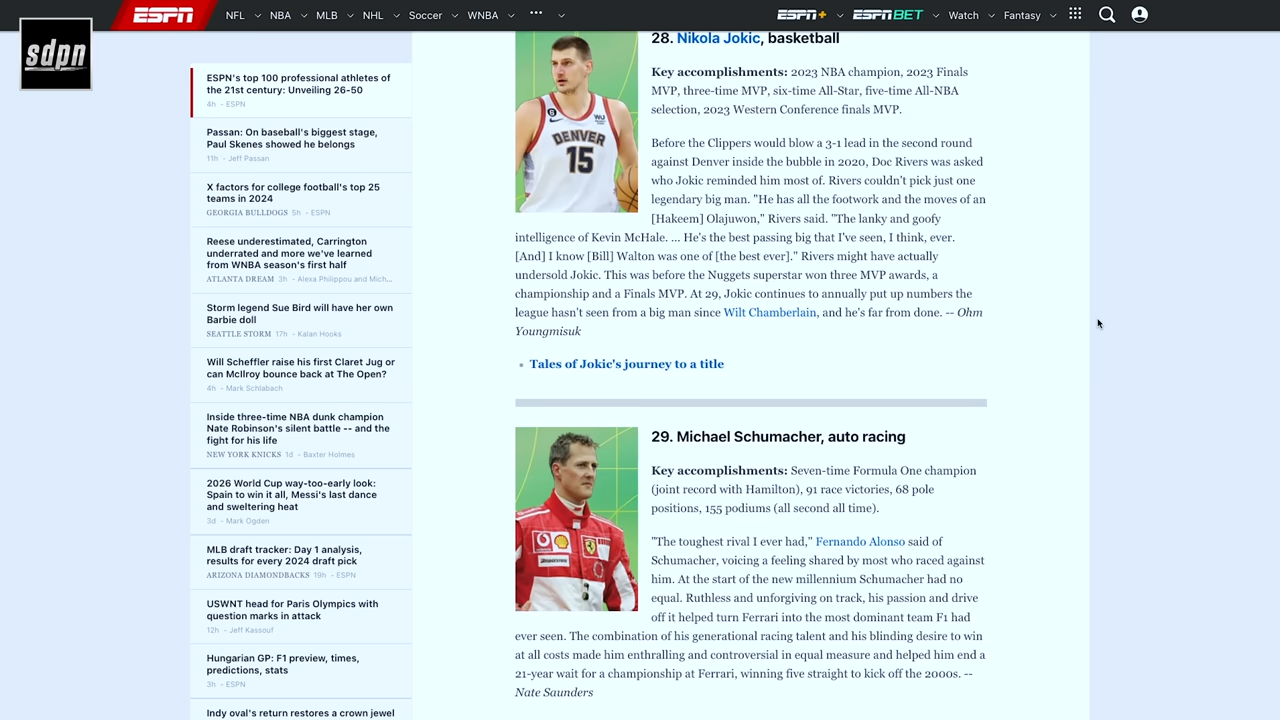 ESPN
NFL NBA MLB NHL Soccer WNBA ••• ESPN+ ESPN BET Watch Fantasy
sdpn
ESPN's top 100 professional athletes of
the 21st century: Unveiling 26-50
4h - ESPN
Passan: On baseball's biggest stage,
Paul Skenes showed he belongs
11h - Jeff Passan
X factors for college football's top 25
teams in 2024
GEORGIA BULLDOGS 5h - ESPN
Reese underestimated, Carrington
underrated and more we've learned
from WNBA season's first half
ATLANTA DREAM 3h - Alexa Philippou and Mich...
Storm legend Sue Bird will have her own
Barbie doll
SEATTLE STORM 17h - Kalan Hooks
Will Scheffler raise his first Claret Jug or
can McIlroy bounce back at The Open?
4h - Mark Schlabach
Inside three-time NBA dunk champion
Nate Robinson's silent battle -- and the
fight for his life
NEW YORK KNICKS 1d - Baxter Holmes
2026 World Cup way-too-early look:
Spain to win it all, Messi's last dance
and sweltering heat
3d - Mark Ogden
MLB draft tracker: Day 1 analysis,
results for every 2024 draft pick
ARIZONA DIAMONDBACKS 19h - ESPN
USWNT head for Paris Olympics with
question marks in attack
12h - Jeff Kassouf
Hungarian GP: F1 preview, times,
predictions, stats
3h - ESPN
Indy oval's return restores a crown jewel
DENVER
15
28. Nikola Jokic, basketball
Key accomplishments: 2023 NBA champion, 2023 Finals
MVP, three-time MVP, six-time All-Star, five-time All-NBA
selection, 2023 Western Conference finals MVP.
Before the Clippers would blow a 3-1 lead in the second round
against Denver inside the bubble in 2020, Doc Rivers was asked
who Jokic reminded him most of. Rivers couldn't pick just one
legendary big man. "He has all the footwork and the moves of an
[Hakeem] Olajuwon," Rivers said. "The lanky and goofy
intelligence of Kevin McHale. ... He's the best passing big that I've seen, I think, ever.
[And] I know [Bill] Walton was one of [the best ever]." Rivers might have actually
undersold Jokic. This was before the Nuggets superstar won three MVP awards, a
championship and a Finals MVP. At 29, Jokic continues to annually put up numbers the
league hasn't seen from a big man since Wilt Chamberlain, and he's far from done. -- Ohm
Youngmisuk
Tales of Jokic's journey to a title
29. Michael Schumacher, auto racing
Key accomplishments: Seven-time Formula One champion
(joint record with Hamilton), 91 race victories, 68 pole
positions, 155 podiums (all second all time).
"The toughest rival I ever had," Fernando Alonso said of
Schumacher, voicing a feeling shared by most who raced against
him. At the start of the new millennium Schumacher had no
equal. Ruthless and unforgiving on track, his passion and drive
off it helped turn Ferrari into the most dominant team F1 had
ever seen. The combination of his generational racing talent and his blinding desire to win
at all costs made him enthralling and controversial in equal measure and helped him end a
21-year wait for a championship at Ferrari, winning five straight to kick off the 2000s. --
Nate Saunders